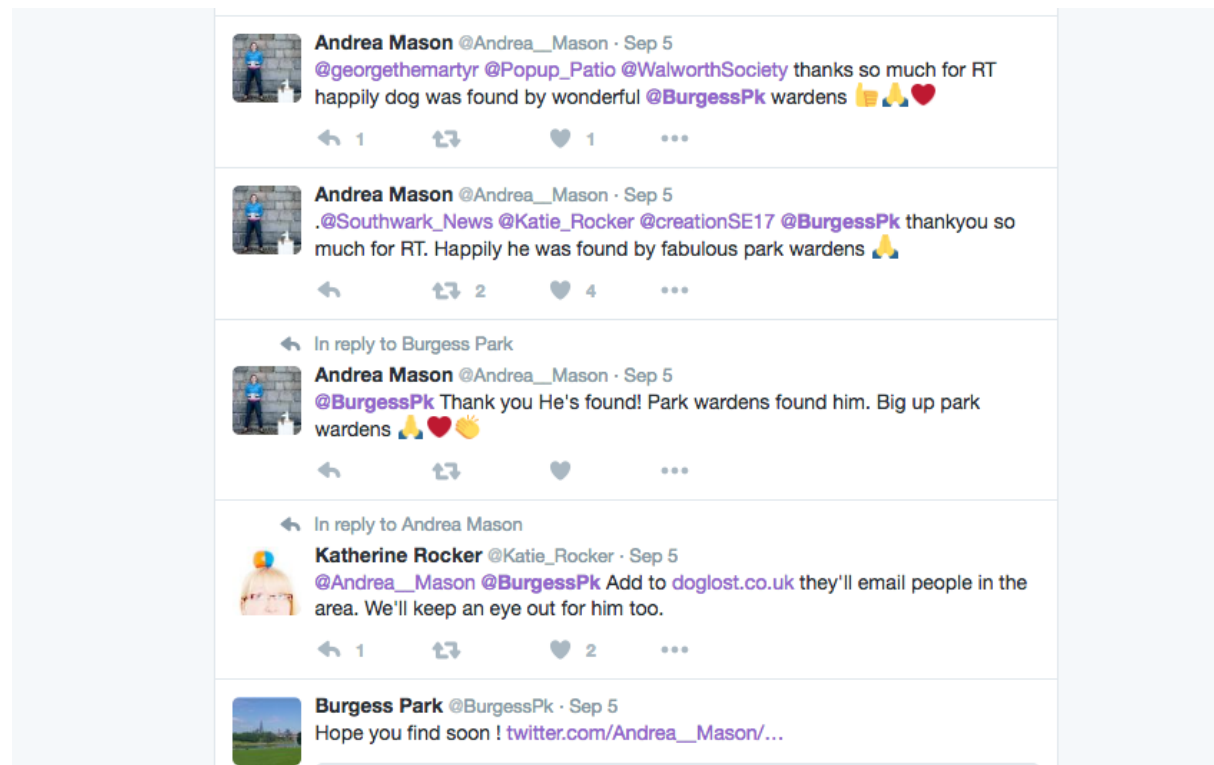 Andrea Mason @Andrea__Mason · Sep 5
@georgethemartyr @Popup_Patio @WalworthSociety thanks so much for RT
happily dog was found by wonderful @BurgessPk wardens 👍🙏❤️
1 1
Andrea Mason @Andrea__Mason · Sep 5
.@Southwark_News @Katie_Rocker @creationSE17 @BurgessPk thankyou so
much for RT. Happily he was found by fabulous park wardens 🙏
2 4
In reply to Burgess Park
Andrea Mason @Andrea__Mason · Sep 5
@BurgessPk Thank you He's found! Park wardens found him. Big up park
wardens 🙏❤️👏
In reply to Andrea Mason
Katherine Rocker @Katie_Rocker · Sep 5
@Andrea__Mason @BurgessPk Add to doglost.co.uk they'll email people in the
area. We'll keep an eye out for him too.
1 2
Burgess Park @BurgessPk · Sep 5
Hope you find soon ! twitter.com/Andrea__Mason/…